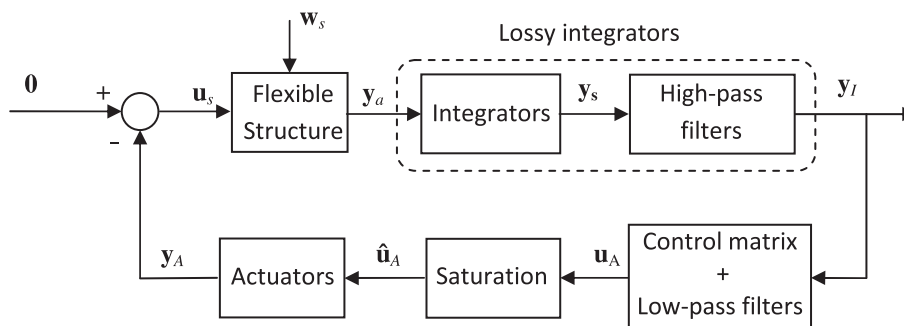 w_s
Lossy integrators
0
+
u_s
Flexible
Structure
y_a
Integrators
y_s
High-pass
filters
y_I
–
y_A
Actuators
û_A
Saturation
u_A
Control matrix
+
Low-pass filters